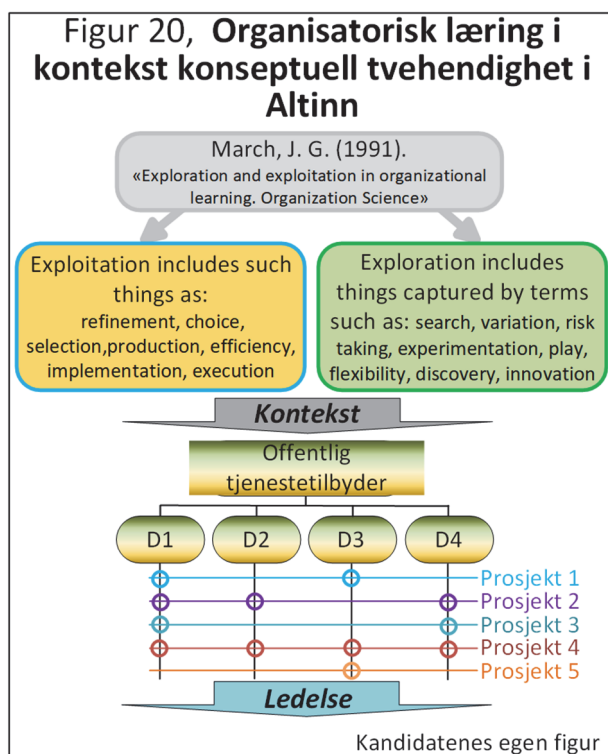 Figur 20, Organisatorisk læring i
kontekst konseptuell tvehendighet i
Altinn
March, J. G. (1991).
«Exploration and exploitation in organizational
learning. Organization Science»
Exploitation includes such
things as:
refinement, choice,
selection,production, efficiency,
implementation, execution
Exploration includes
things captured by terms
such as: search, variation, risk
taking, experimentation, play,
flexibility, discovery, innovation
Kontekst
Offentlig
tjenestetilbyder
D1 D2 D3 D4
Prosjekt 1
Prosjekt 2
Prosjekt 3
Prosjekt 4
Prosjekt 5
Ledelse
Kandidatenes egen figur